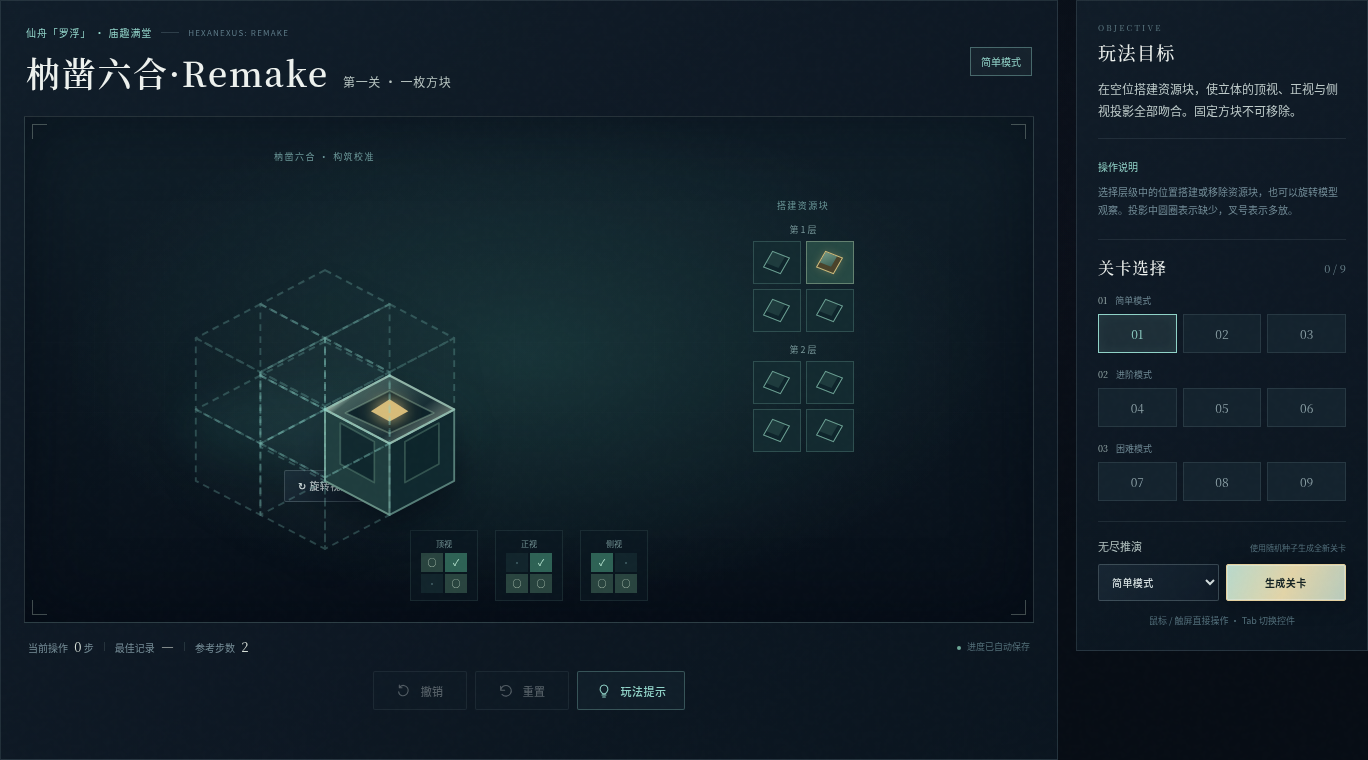 仙舟「罗浮」 · 庙趣满堂 —— HEXANEXUS: REMAKE
枘凿六合·Remake 第一关 · 一枚方块
简单模式
枘凿六合 · 构筑校准
搭建资源块
第1层
第2层
↻ 旋转
顶视 正视 侧视
○ ✓ · ✓ ✓ ·
· ○ ○ ○ ○ ○
当前操作 0 步 最佳记录 — 参考步数 2
进度已自动保存
撤销 重置 玩法提示
OBJECTIVE
玩法目标
在空位搭建资源块，使立体的顶视、正视与侧
视投影全部吻合。固定方块不可移除。
操作说明
选择层级中的位置搭建或移除资源块，也可以旋转模型
观察。投影中圆圈表示缺少，叉号表示多放。
关卡选择 0 / 9
01 简单模式
01 02 03
02 进阶模式
04 05 06
03 困难模式
07 08 09
无尽推演 使用随机种子生成全新关卡
简单模式 生成关卡
鼠标 / 触屏直接操作 · Tab 切换控件